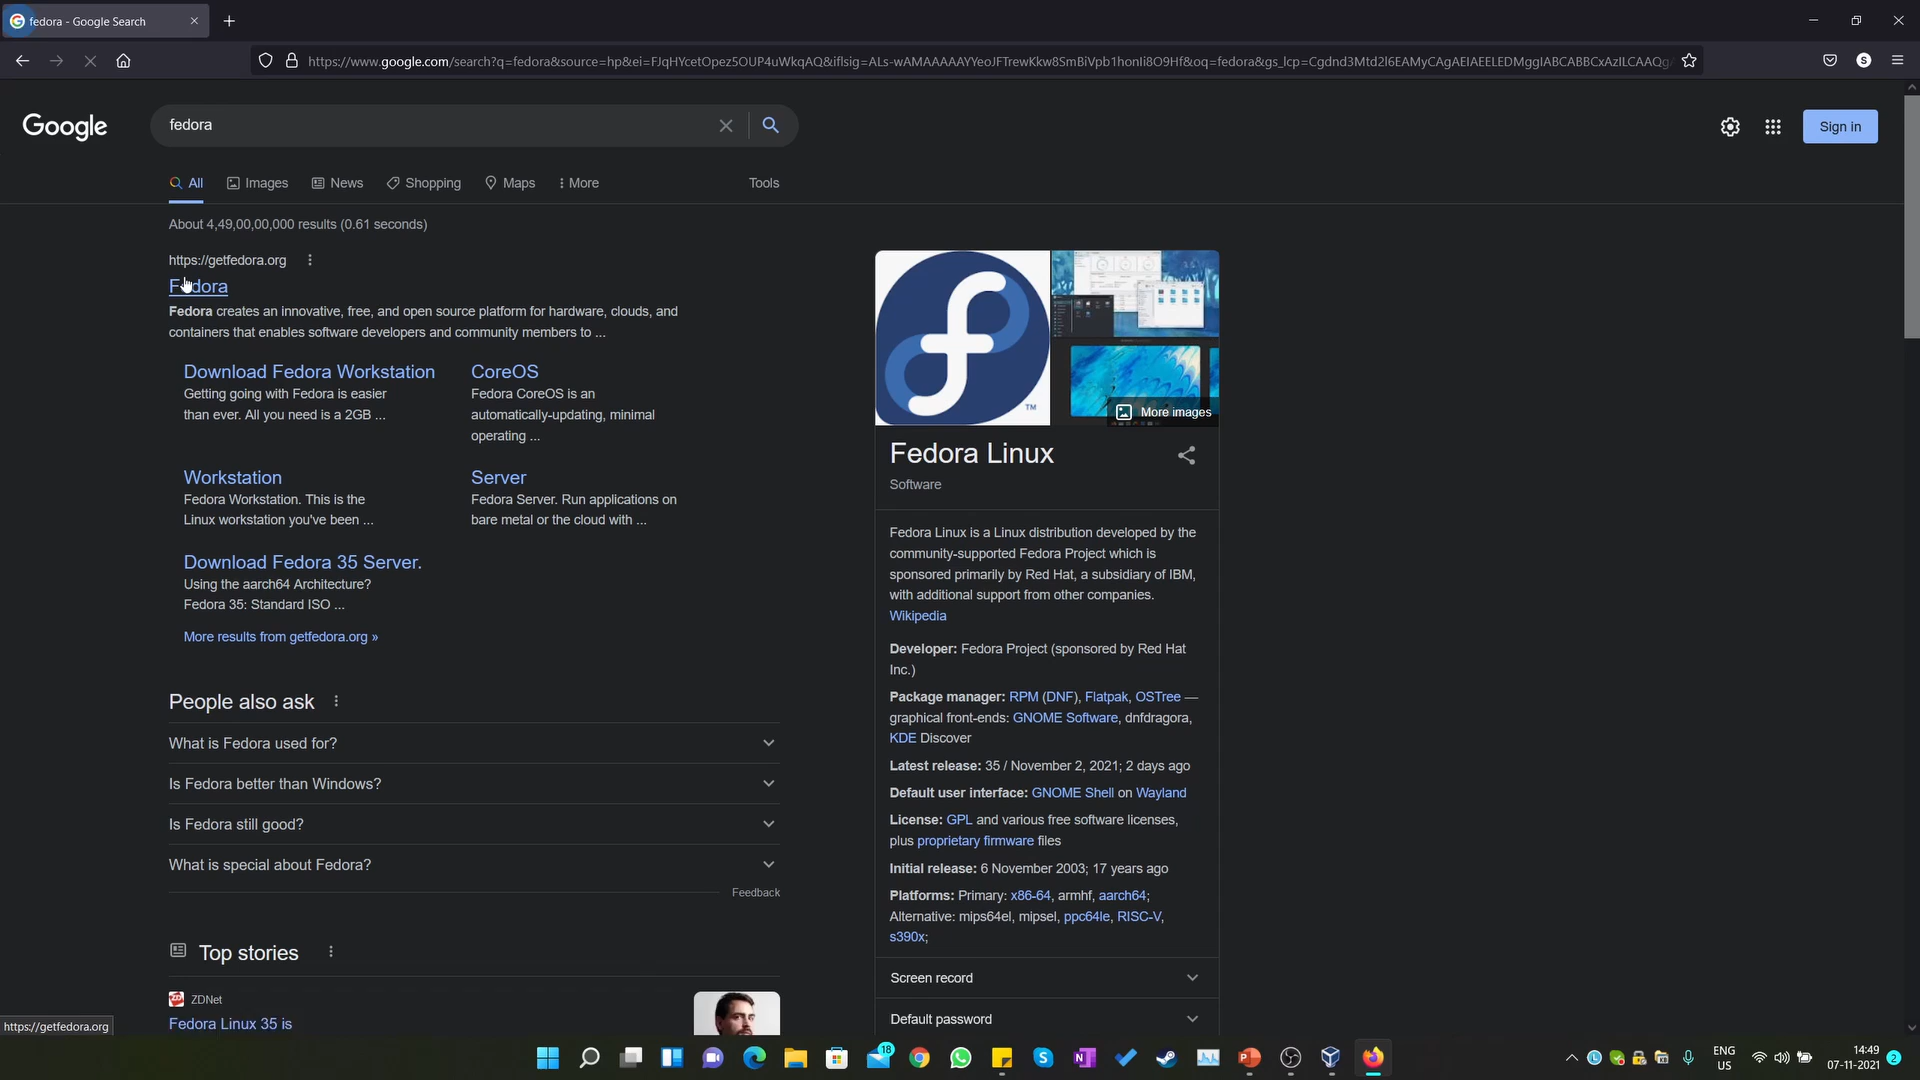 fedora - Google Search
https://www.google.com/search?q=fedora&source=hp&ei=FJqHYcetOpez5OUP4uWkqAQ&iflsig=ALs-wAMAAAAAYYeoJFTrewKkw8SmBiVpb1honIi8O9Hf&oq=fedora&gs_lcp=Cgdnd3Mtd2l6EAMyCAgAEIAEELEDMggIABCABBCxAzILCAAQg
Google
fedora
Sign in
All
Images
News
Shopping
Maps
More
Tools
About 4,49,00,00,000 results (0.61 seconds)
https://getfedora.org
Fedora
Fedora creates an innovative, free, and open source platform for hardware, clouds, and
containers that enables software developers and community members to ...
Download Fedora Workstation
Getting going with Fedora is easier
than ever. All you need is a 2GB ...
CoreOS
Fedora CoreOS is an
automatically-updating, minimal
operating ...
Workstation
Fedora Workstation. This is the
Linux workstation you've been ...
Server
Fedora Server. Run applications on
bare metal or the cloud with ...
Download Fedora 35 Server.
Using the aarch64 Architecture?
Fedora 35: Standard ISO ...
More results from getfedora.org »
People also ask
What is Fedora used for?
Is Fedora better than Windows?
Is Fedora still good?
What is special about Fedora?
Feedback
Top stories
ZDNet
Fedora Linux 35 is
TM
More images
Fedora Linux
Software
Fedora Linux is a Linux distribution developed by the
community-supported Fedora Project which is
sponsored primarily by Red Hat, a subsidiary of IBM,
with additional support from other companies.
Wikipedia
Developer: Fedora Project (sponsored by Red Hat
Inc.)
Package manager: RPM (DNF), Flatpak, OSTree —
graphical front-ends: GNOME Software, dnfdragora,
KDE Discover
Latest release: 35 / November 2, 2021; 2 days ago
Default user interface: GNOME Shell on Wayland
License: GPL and various free software licenses,
plus proprietary firmware files
Initial release: 6 November 2003; 17 years ago
Platforms: Primary: x86-64, armhf, aarch64;
Alternative: mips64el, mipsel, ppc64le, RISC-V,
s390x;
Screen record
Default password
https://getfedora.org
18
ENG
US
14:49
07-11-2021
2